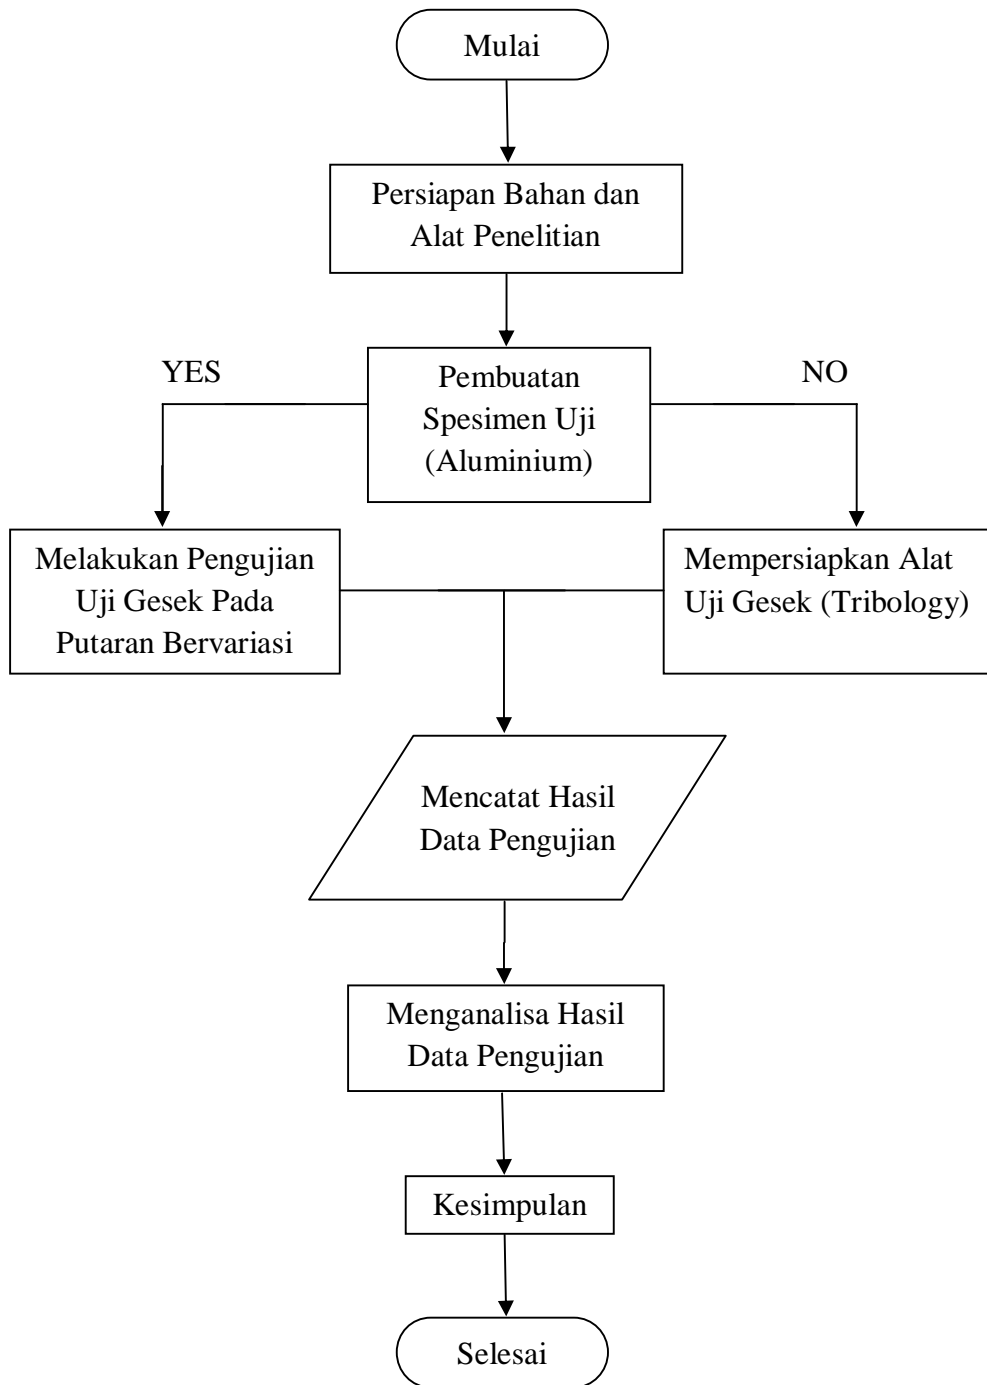 Mulai
Persiapan Bahan dan
Alat Penelitian
YES
NO
Pembuatan
Spesimen Uji
(Aluminium)
Melakukan Pengujian
Uji Gesek Pada
Putaran Bervariasi
Mempersiapkan Alat
Uji Gesek (Tribology)
Mencatat Hasil
Data Pengujian
Menganalisa Hasil
Data Pengujian
Kesimpulan
Selesai